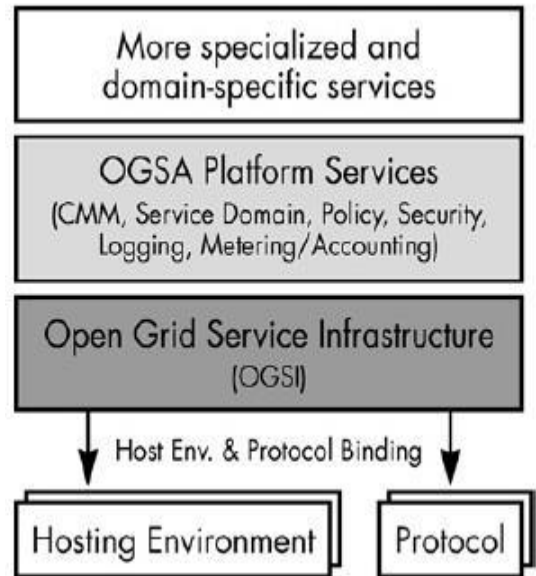 More specialized and
domain-specific services
OGSA Platform Services
(CMM, Service Domain, Policy, Security,
Logging, Metering/Accounting)
Open Grid Service Infrastructure
(OGSI)
Host Env. & Protocol Binding
Hosting Environment
Protocol